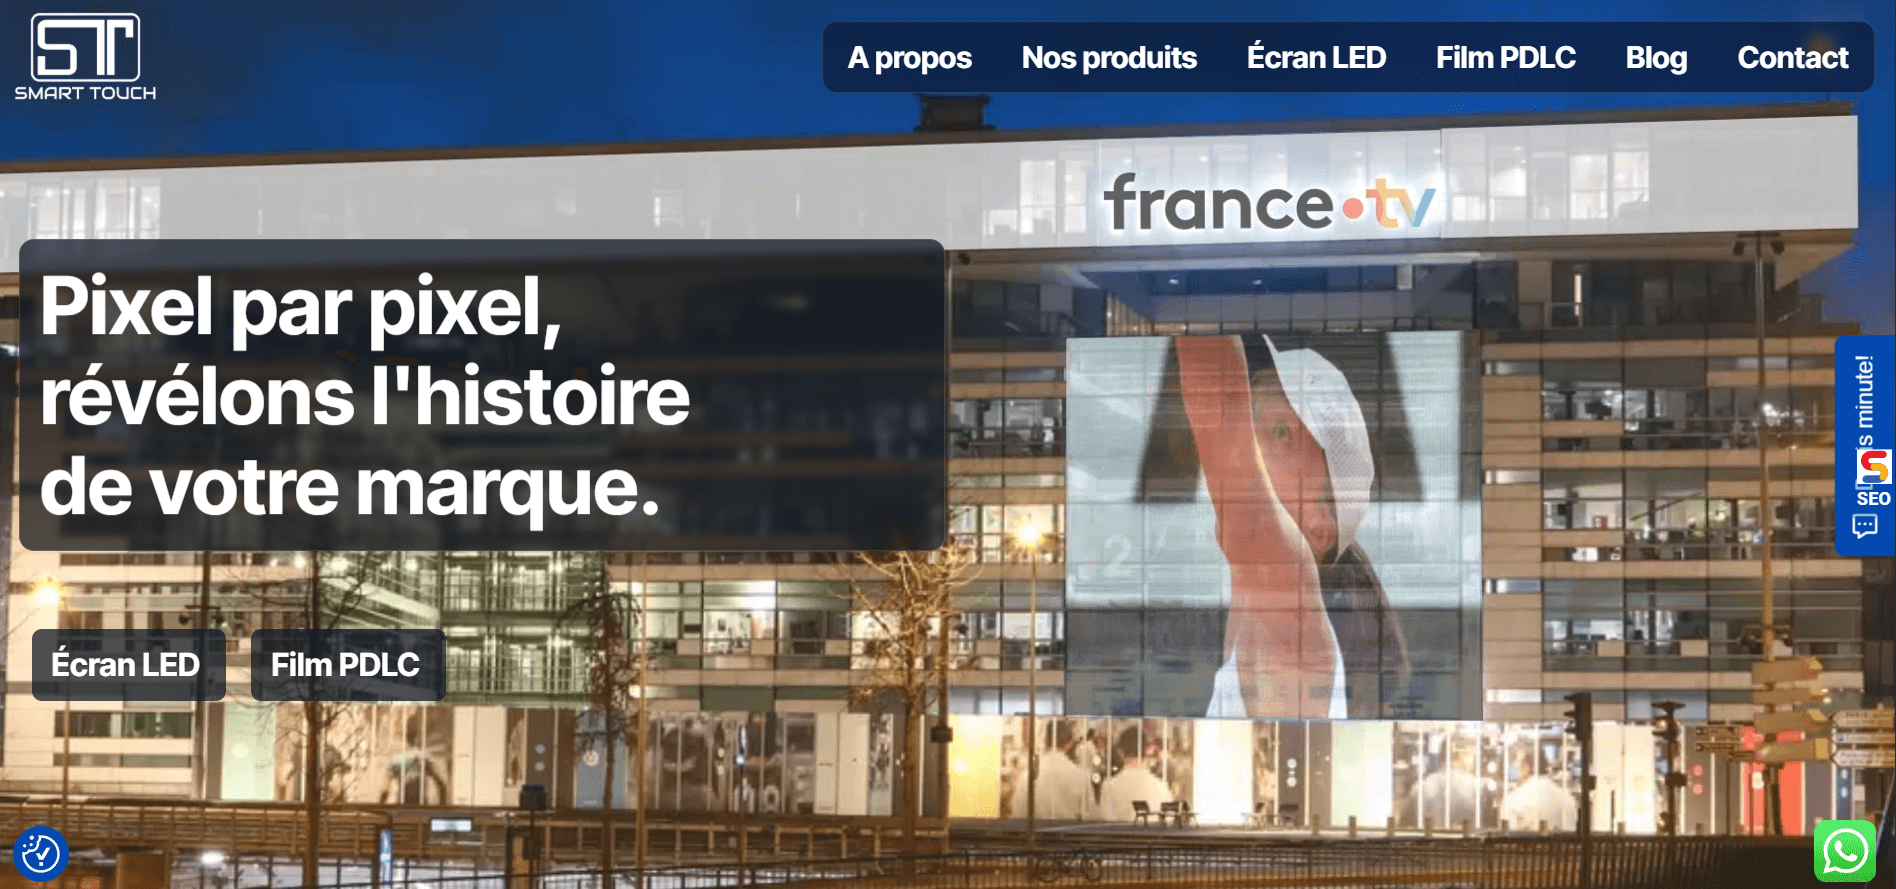 ST
SMART TOUCH
A propos
Nos produits
Écran LED
Film PDLC
Blog
Contact
france.tv
Pixel par pixel,
révélons l'histoire
de votre marque.
2
s minute!
SEO
Écran LED
Film PDLC